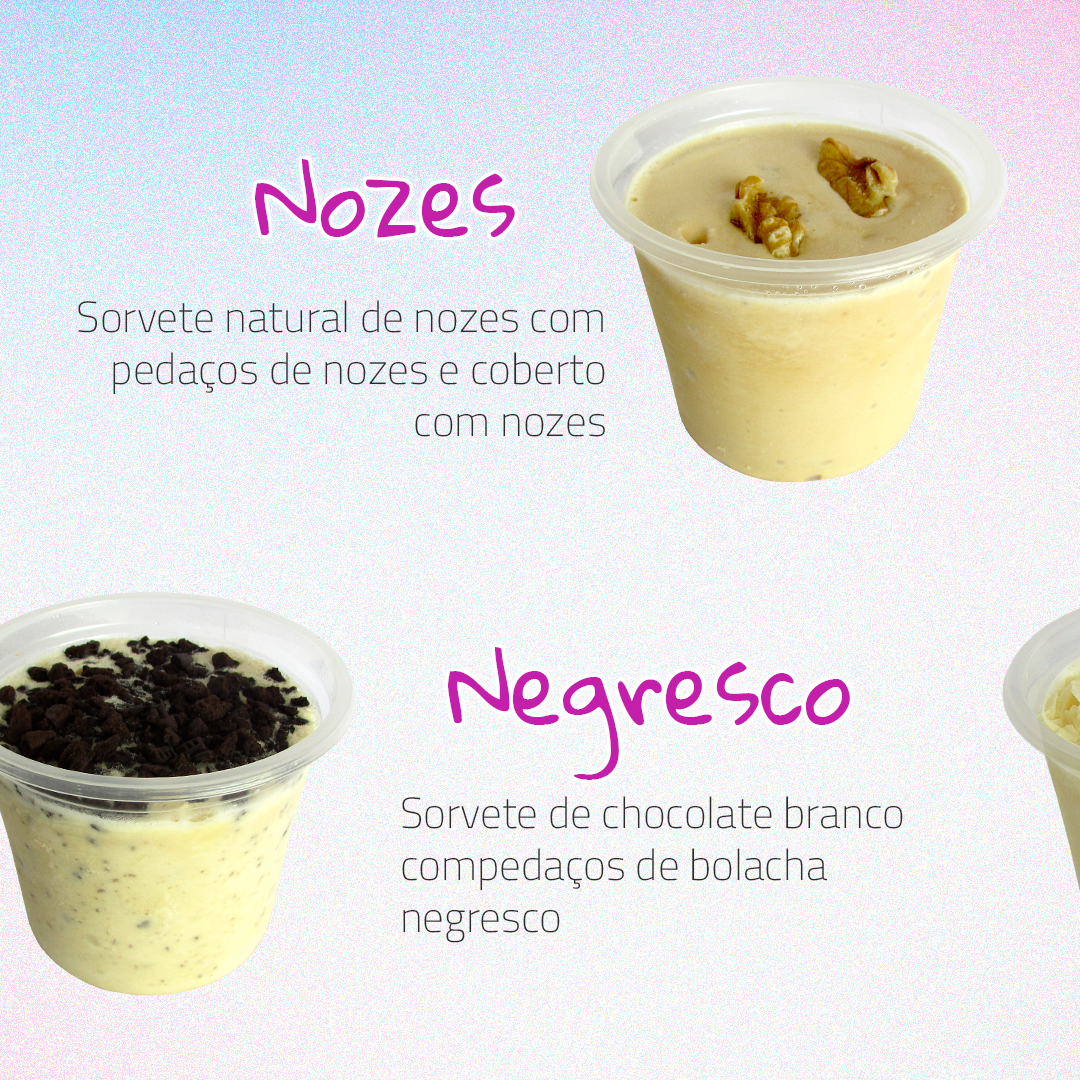 Nozes
Sorvete natural de nozes com
pedaços de nozes e coberto
com nozes
Negresco
Sorvete de chocolate branco
compedaços de bolacha
negresco